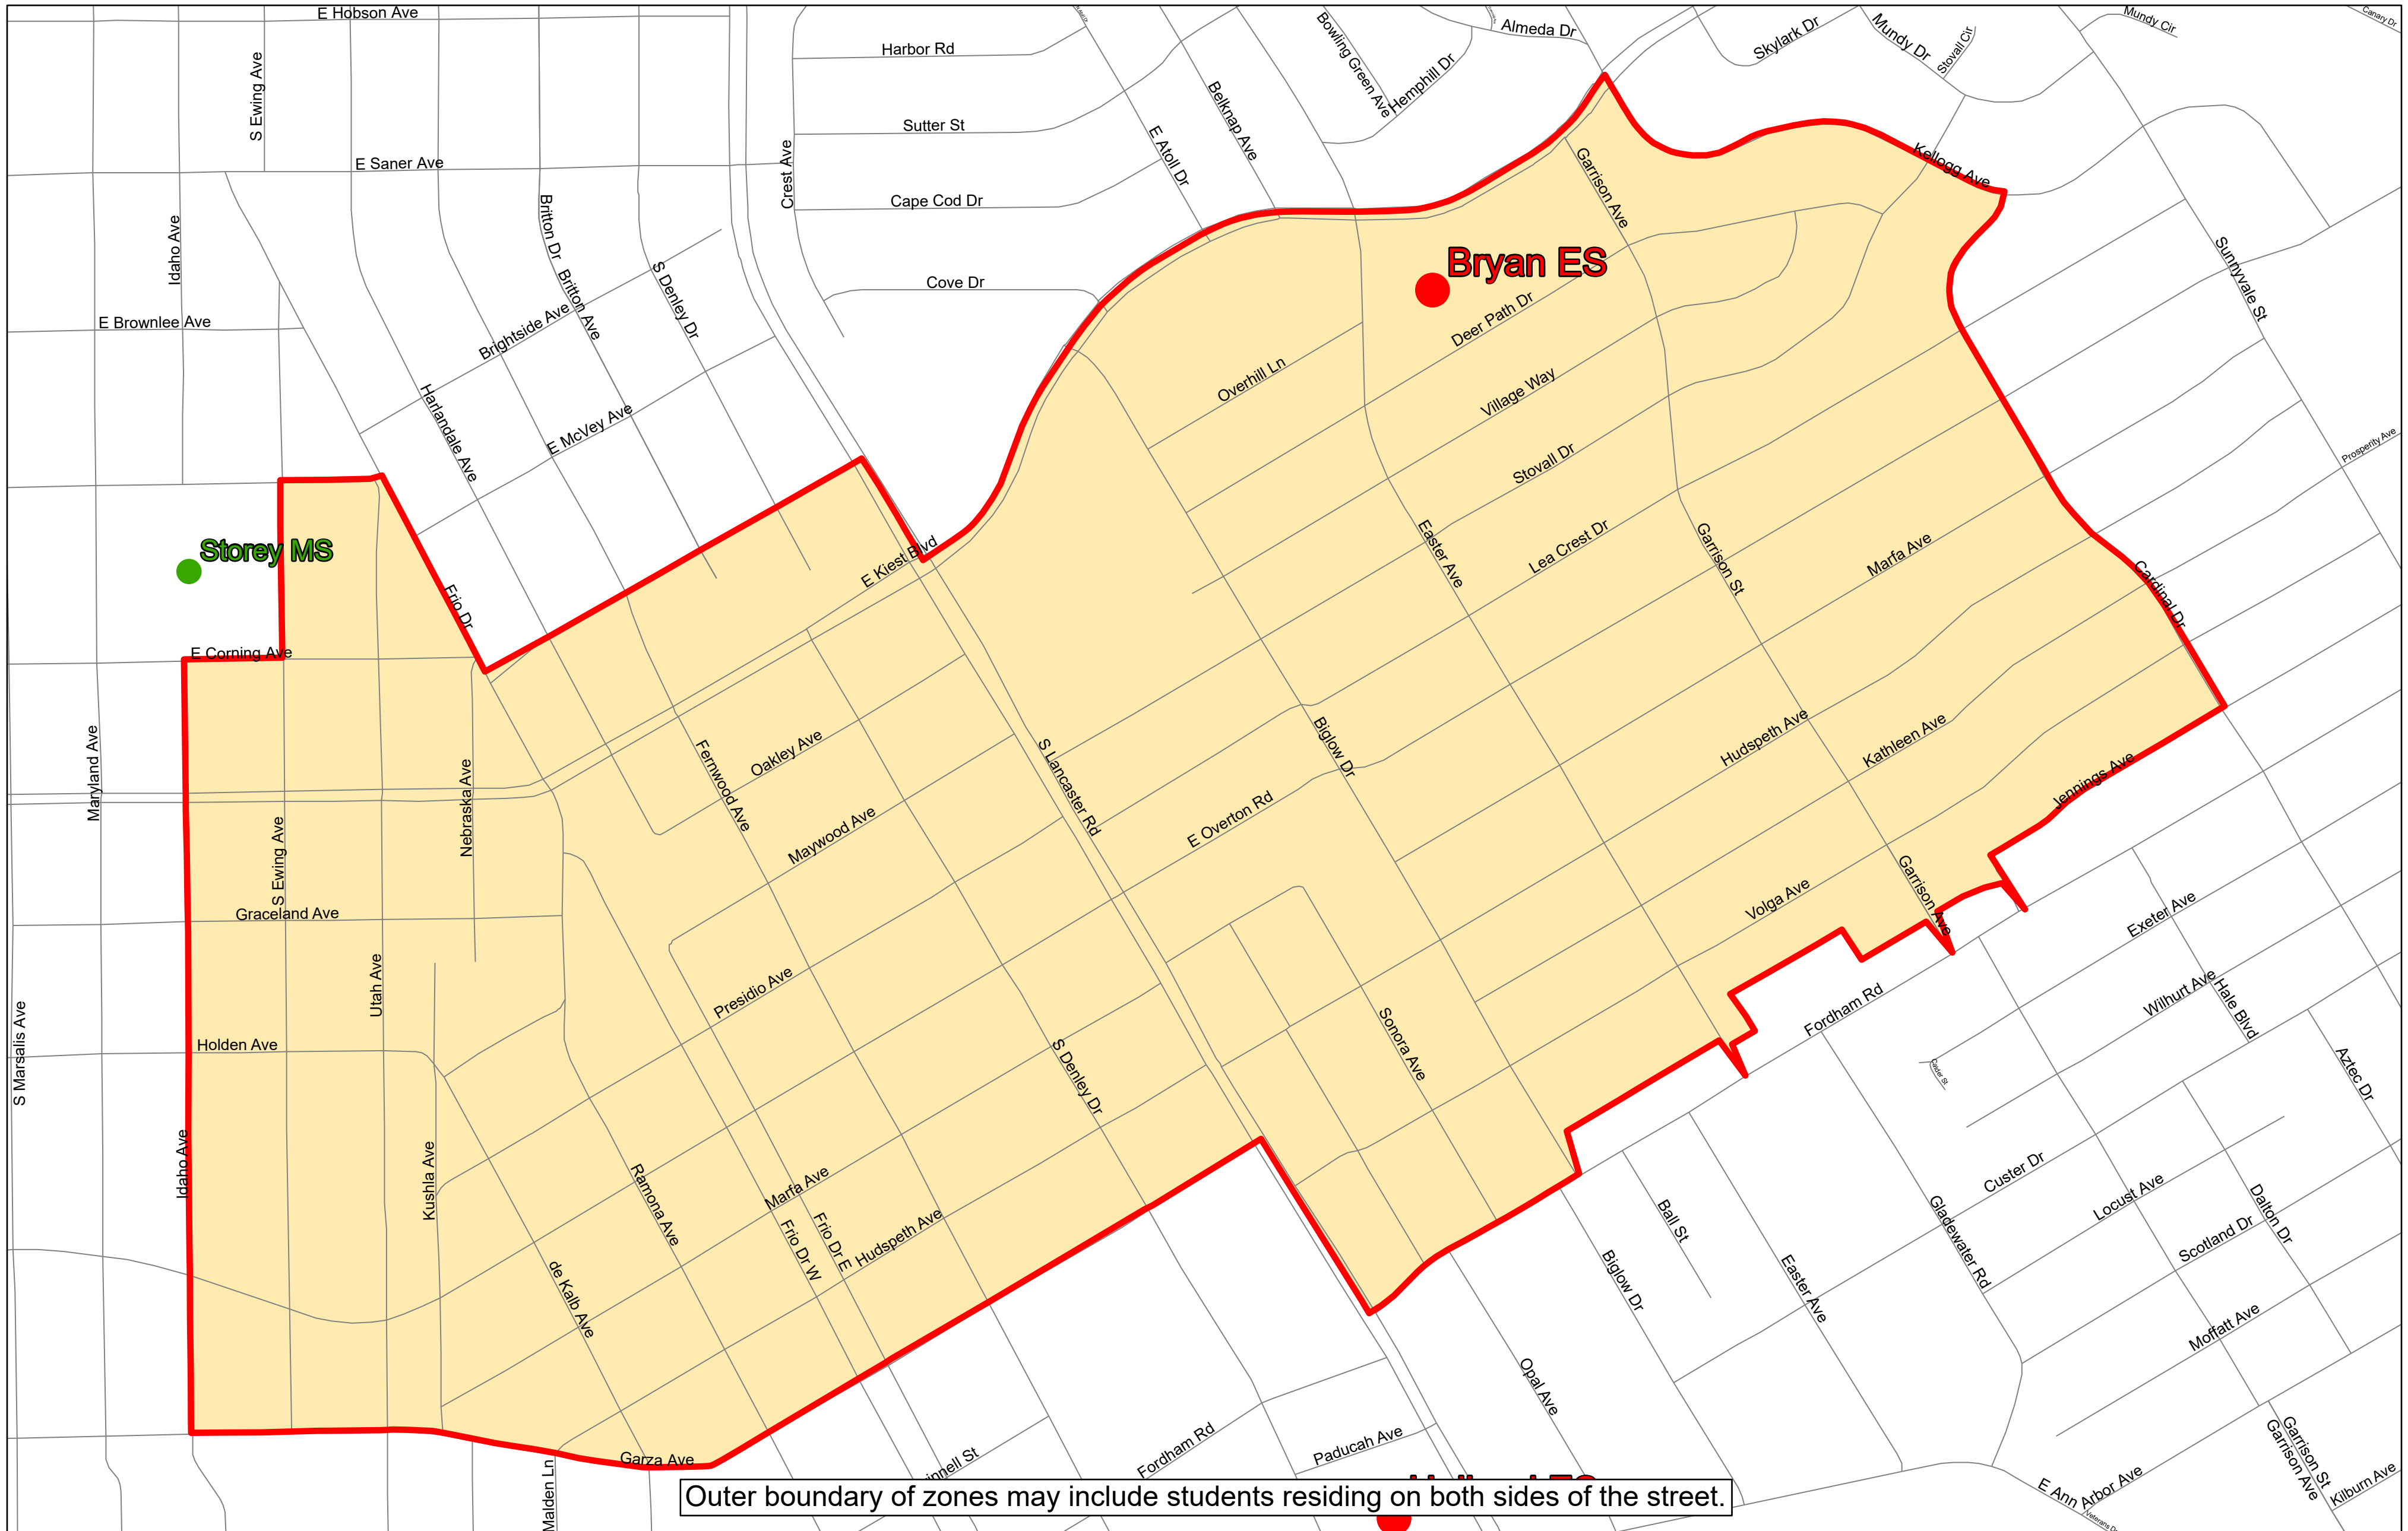 E Hobson Ave
S Ewing Ave
E Saner Ave
Harbor Rd
Sutter St
Crest Ave
Cape Cod Dr
Cove Dr
E Atoll Dr
Belknap Ave
Bowling Green Ave
Hemphill Dr
Almeda Dr
Skylark Dr
Mundy Dr
Stovall Cir
Mundy Cir
Canary Dr
Idaho Ave
Britton Dr
Britton Ave
S Denley Dr
E Brownlee Ave
Brightside Ave
Harlandale Ave
E McVey Ave
Garrison Ave
Kellogg Ave
Sunnyvale St
Bryan ES
Deer Path Dr
Overhill Ln
Village Way
Stovall Dr
Prosperity Ave
Storey MS
Frio Dr
E Kiest Blvd
Easter Ave
Lea Crest Dr
Garrison St
Marfa Ave
Cardinal Dr
E Corning Ave
Maryland Ave
Nebraska Ave
Fernwood Ave
Oakley Ave
Maywood Ave
S Lancaster Rd
Biglow Dr
E Overton Rd
Hudspeth Ave
Kathleen Ave
Jennings Ave
S Ewing Ave
Graceland Ave
Volga Ave
Garrison Ave
Exeter Ave
Utah Ave
Presidio Ave
Fordham Rd
Wilhurt Ave
Hale Blvd
S Marsalis Ave
Holden Ave
S Denley Dr
Sonora Ave
Calder St
Aztec Dr
Idaho Ave
Kushla Ave
Ramona Ave
Marfa Ave
Frio Dr W
Frio Dr E
Hudspeth Ave
Ball St
Custer Dr
Locust Ave
Gladewater Rd
Dalton Dr
Scotland Dr
de Kalb Ave
Biglow Dr
Easter Ave
Moffatt Ave
Opal Ave
Garza Ave
Malden Ln
Fordham Rd
Paducah Ave
E Ann Arbor Ave
Garrison St
Garrison Ave
Kilburn Ave
Outer boundary of zones may include students residing on both sides of the street.